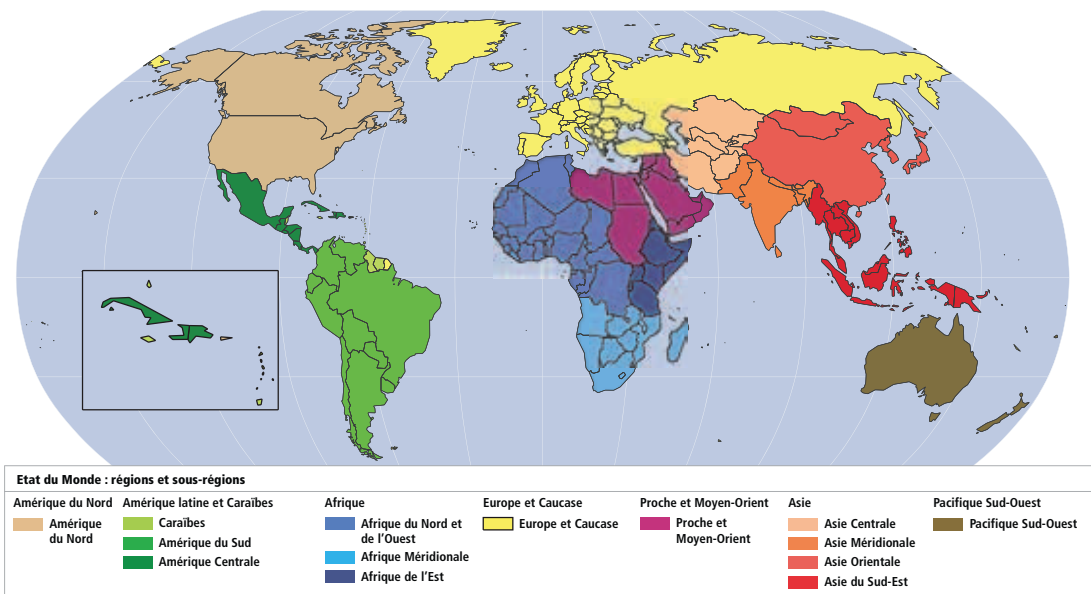 Etat du Monde : régions et sous-régions
Amérique du Nord
Amérique
du Nord
Amérique latine et Caraïbes
Caraïbes
Amérique du Sud
Amérique Centrale
Afrique
Afrique du Nord et
de l'Ouest
Afrique Méridionale
Afrique de l'Est
Europe et Caucase
Europe et Caucase
Proche et Moyen-Orient
Proche et
Moyen-Orient
Asie
Asie Centrale
Asie Méridionale
Asie Orientale
Asie du Sud-Est
Pacifique Sud-Ouest
Pacifique Sud-Ouest